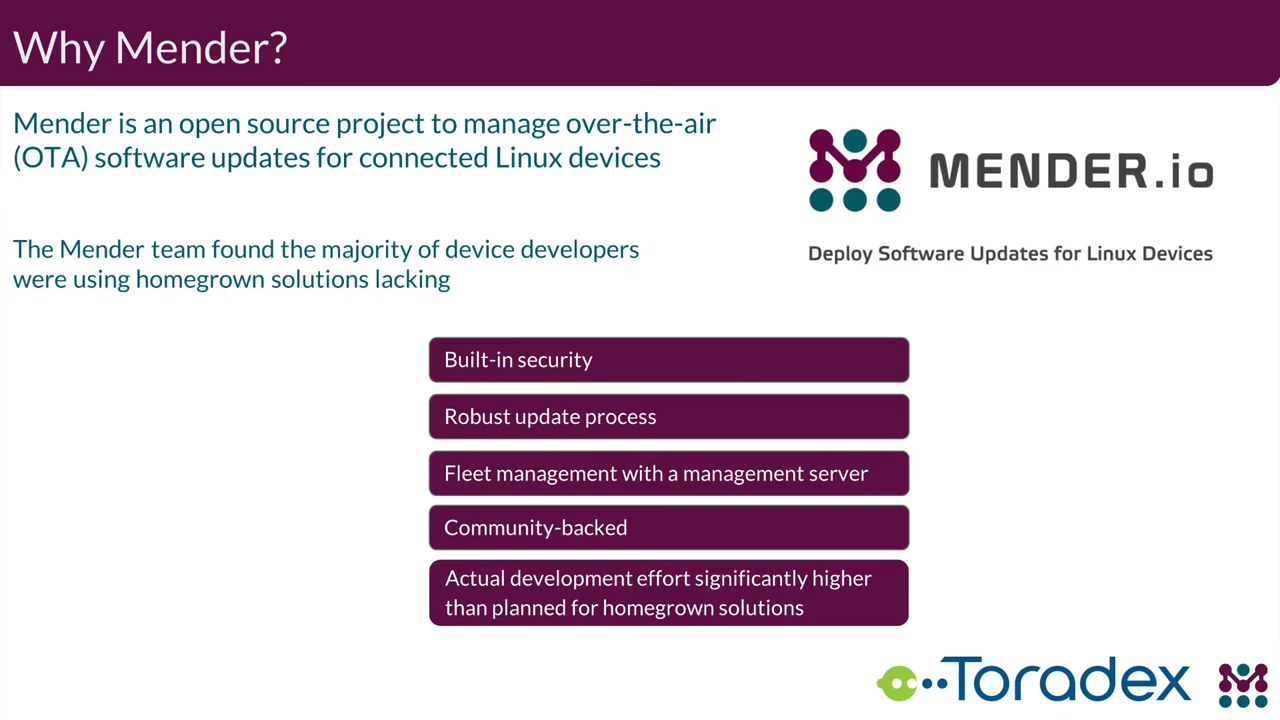 Why Mender?
Mender is an open source project to manage over-the-air
(OTA) software updates for connected Linux devices
MENDER.io
Deploy Software Updates for Linux Devices
The Mender team found the majority of device developers
were using homegrown solutions lacking
Built-in security
Robust update process
Fleet management with a management server
Community-backed
Actual development effort significantly higher
than planned for homegrown solutions
Toradex